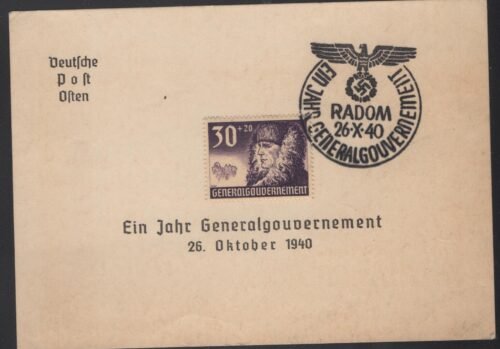 Deutsche
Post
Osten
EIN JAHR GENERALGOUVERNEMENT
RADOM
26·X·40
30+20
GENERALGOUVERNEMENT
Ein Jahr Generalgouvernement
26. Oktober 1940